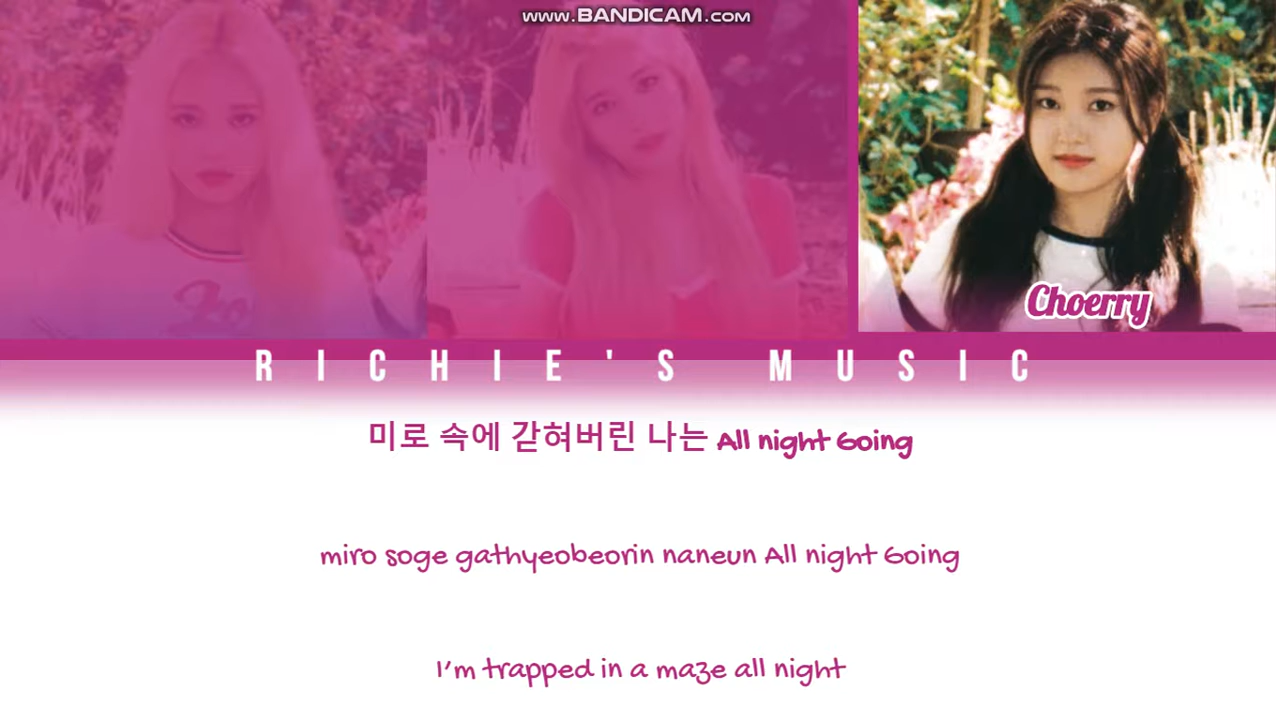 www.BANDICAM.com
Choerry
RICHIE'S MUSIC
미로 속에 갇혀버린 나는 All night Going
miro soge gathyeobeorin naneun All night Going
I'm trapped in a maze all night